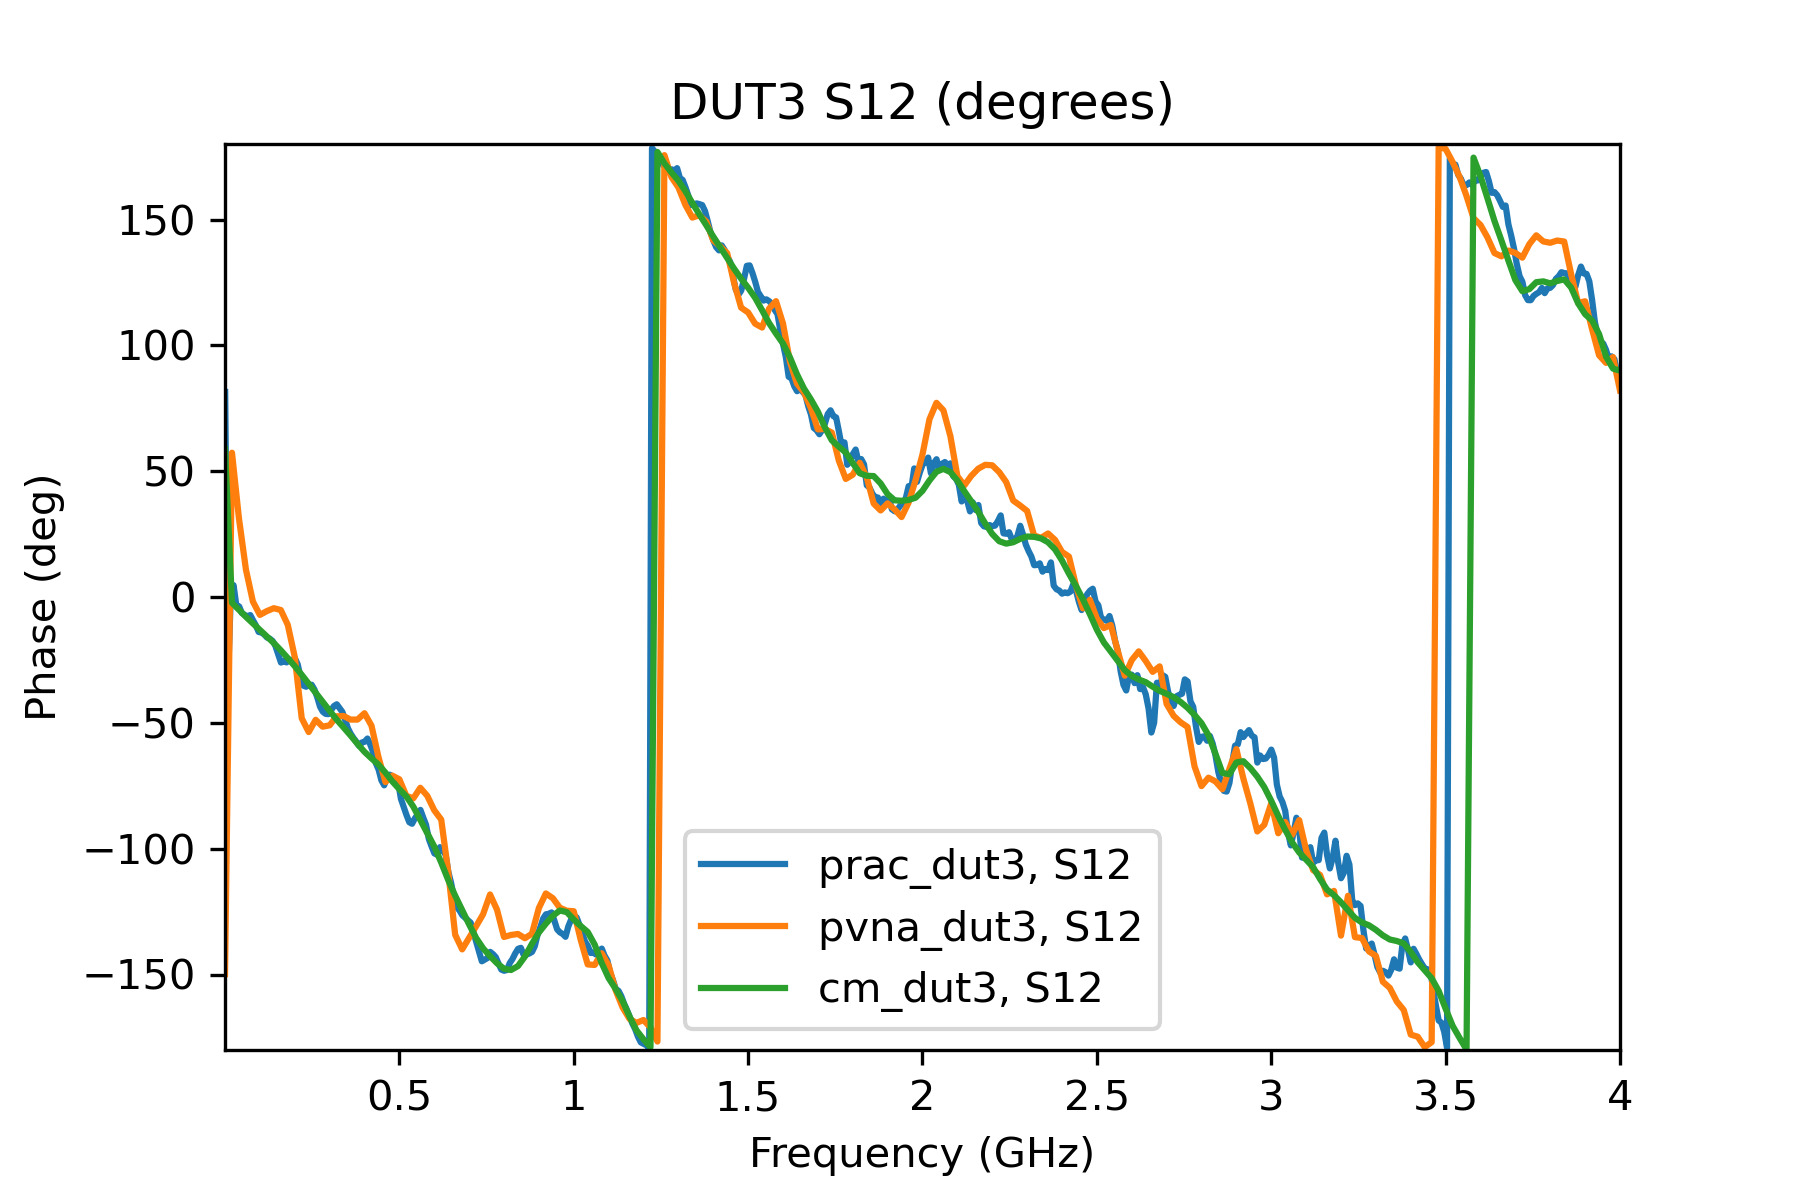 DUT3 S12 (degrees)
Phase (deg)
150
100
50
0
−50
−100
−150
prac_dut3, S12
pvna_dut3, S12
cm_dut3, S12
0.5 1 1.5 2 2.5 3 3.5 4
Frequency (GHz)